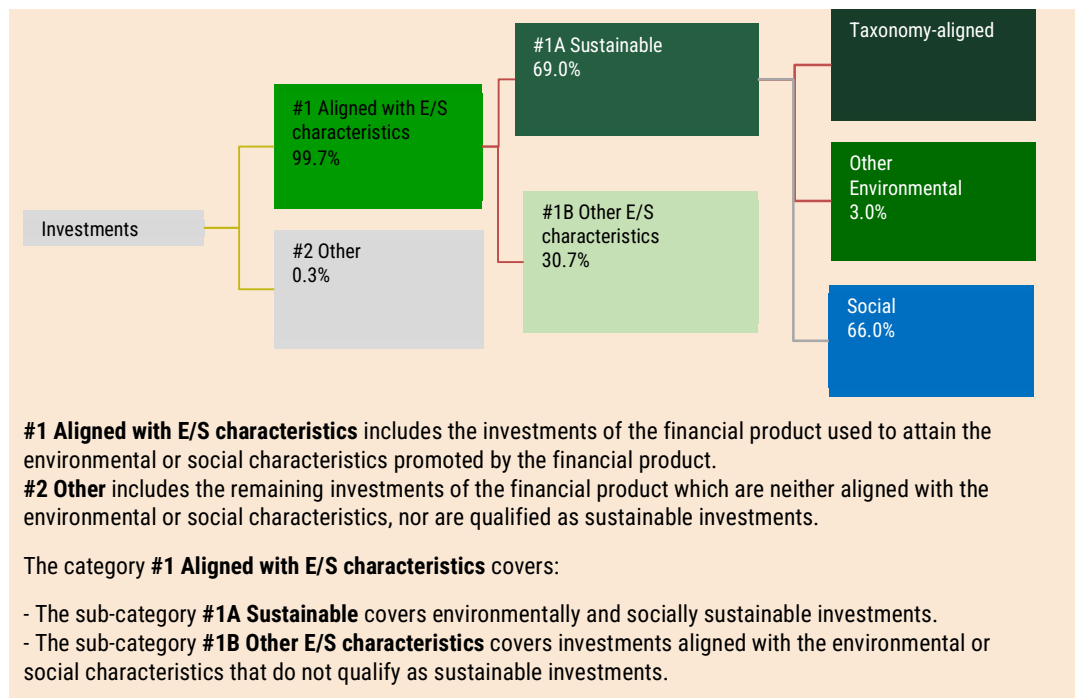 Investments
#1 Aligned with E/S
characteristics
99.7%
#2 Other
0.3%
#1A Sustainable
69.0%
#1B Other E/S
characteristics
30.7%
Taxonomy-aligned
Other
Environmental
3.0%
Social
66.0%
#1 Aligned with E/S characteristics includes the investments of the financial product used to attain the
environmental or social characteristics promoted by the financial product.
#2 Other includes the remaining investments of the financial product which are neither aligned with the
environmental or social characteristics, nor are qualified as sustainable investments.
The category #1 Aligned with E/S characteristics covers:
- The sub-category #1A Sustainable covers environmentally and socially sustainable investments.
- The sub-category #1B Other E/S characteristics covers investments aligned with the environmental or
social characteristics that do not qualify as sustainable investments.